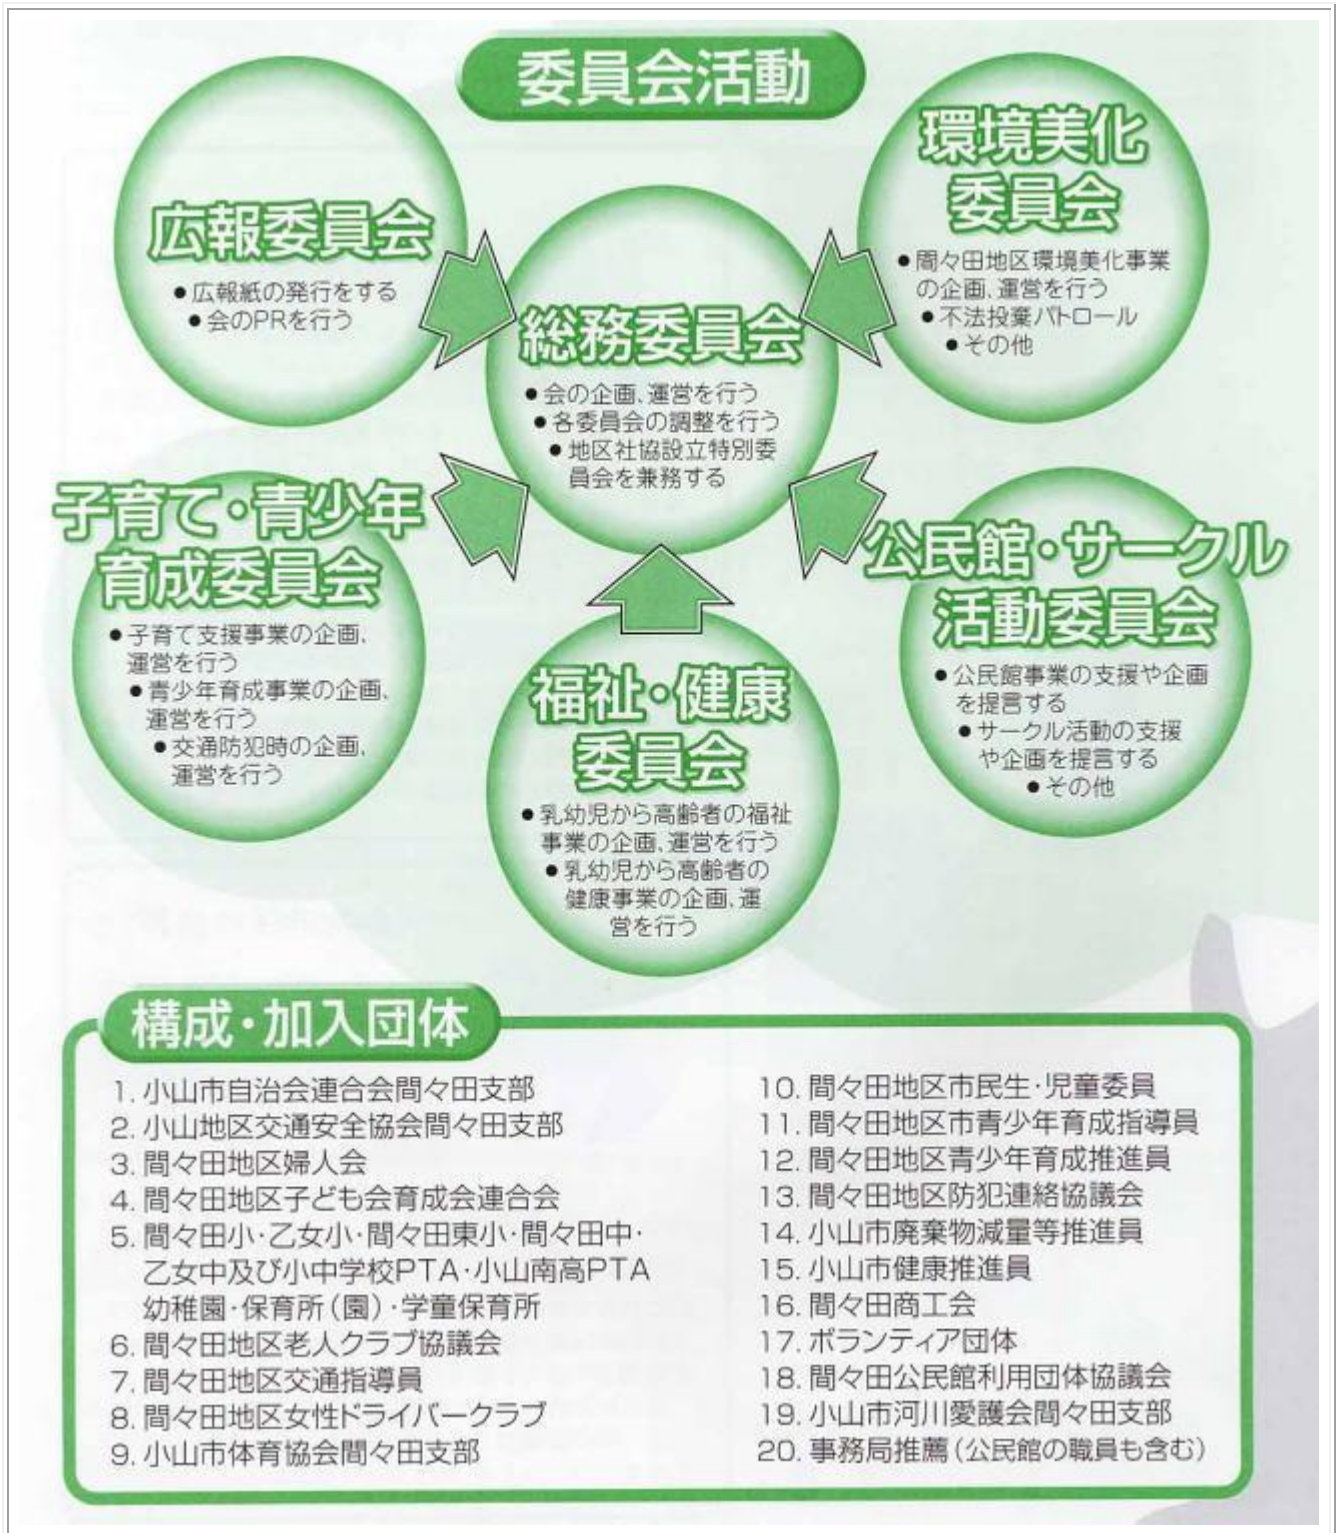 委員会活動
広報委員会
●広報紙の発行をする
●会のPRを行う
環境美化
委員会
●間々田地区環境美化事業
の企画、運営を行う
●不法投棄パトロール
●その他
総務委員会
●会の企画、運営を行う
●各委員会の調整を行う
●地区社協設立特別委
員会を兼務する
子育て・青少年
育成委員会
●子育て支援事業の企画、
運営を行う
●青少年育成事業の企画、
運営を行う
●交通防犯時の企画、
運営を行う
福祉・健康
委員会
●乳幼児から高齢者の福祉
事業の企画、運営を行う
●乳幼児から高齢者の
健康事業の企画、運
営を行う
公民館・サークル
活動委員会
●公民館事業の支援や企画
を提言する
●サークル活動の支援
や企画を提言する
●その他
構成・加入団体
1. 小山市自治会連合会間々田支部
2. 小山地区交通安全協会間々田支部
3. 間々田地区婦人会
4. 間々田地区子ども会育成会連合会
5. 間々田小・乙女小・間々田東小・間々田中・
乙女中及び小中学校PTA・小山南高PTA
幼稚園・保育所(園)・学童保育所
6. 間々田地区老人クラブ協議会
7. 間々田地区交通指導員
8. 間々田地区女性ドライバークラブ
9. 小山市体育協会間々田支部
10. 間々田地区市民生・児童委員
11. 間々田地区市青少年育成指導員
12. 間々田地区青少年育成推進員
13. 間々田地区防犯連絡協議会
14. 小山市廃棄物減量等推進員
15. 小山市健康推進員
16. 間々田商工会
17. ボランティア団体
18. 間々田公民館利用団体協議会
19. 小山市河川愛護会間々田支部
20. 事務局推薦(公民館の職員も含む)